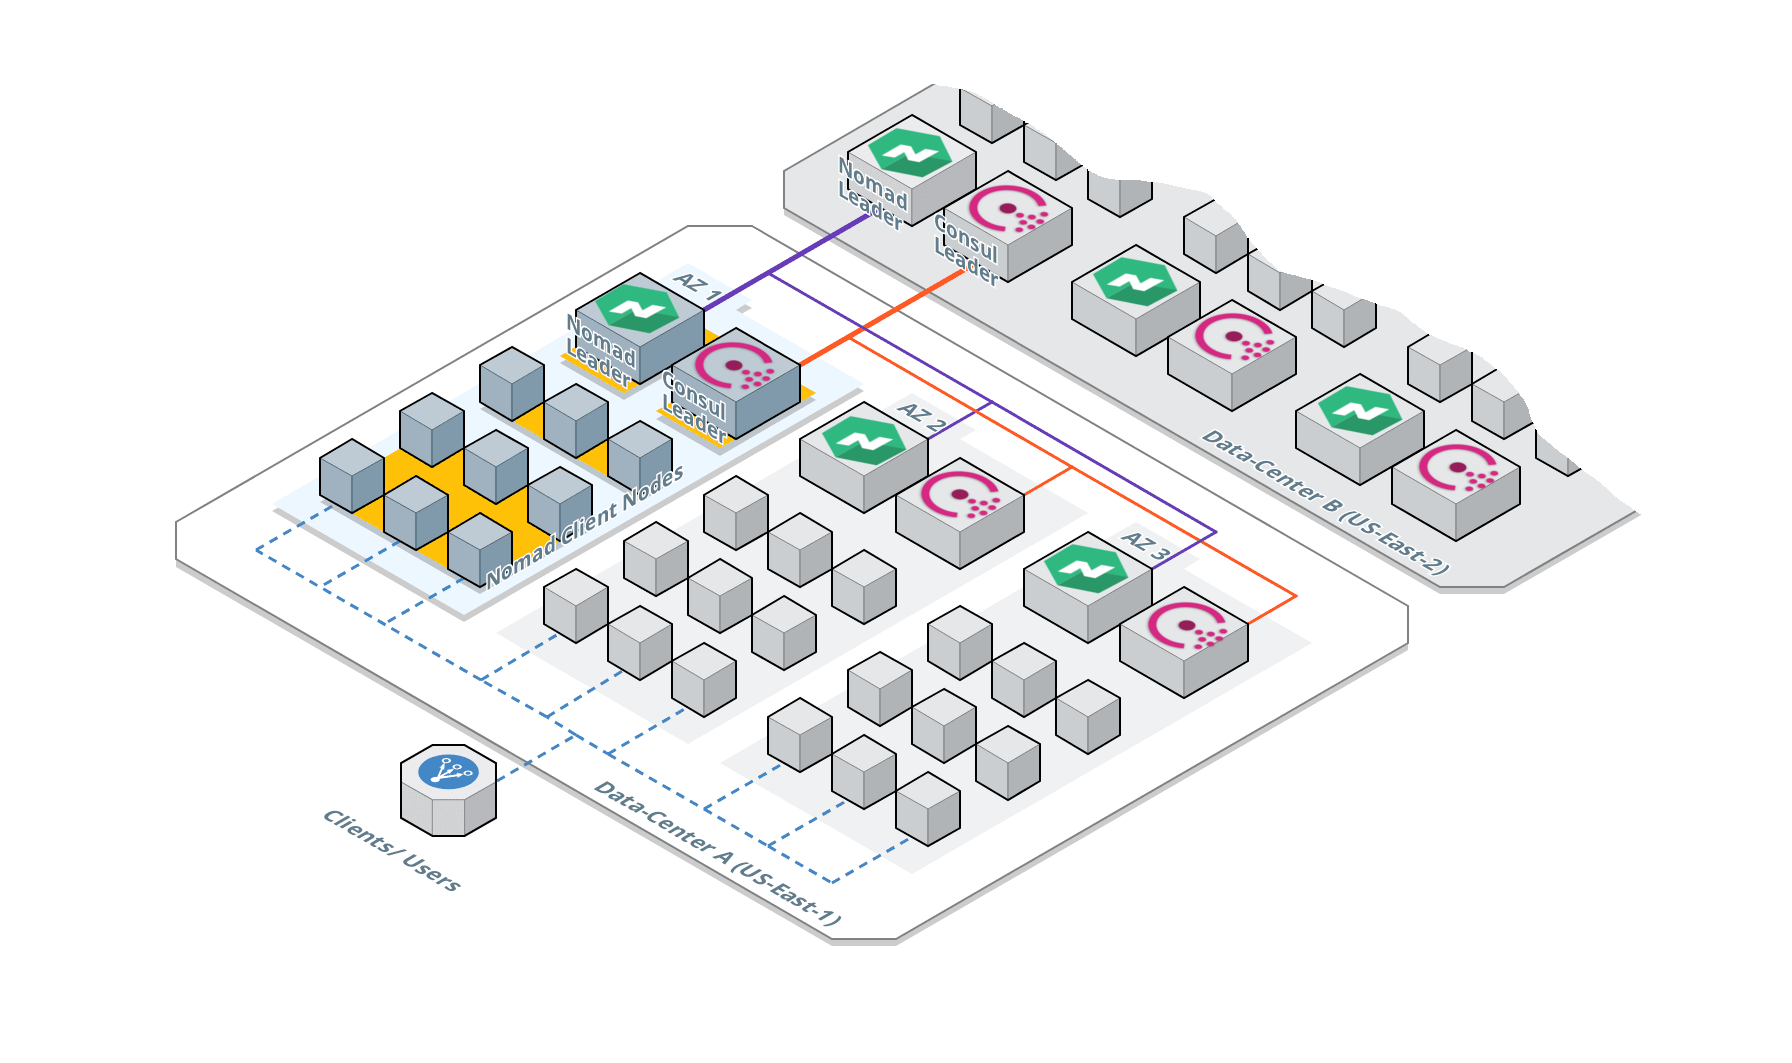 Nomad
Leader
Consul
Leader
AZ 1
Nomad
Leader
Consul
Leader
AZ 2
Data-Center B (US-East-2)
Nomad Client Nodes
AZ 3
Data-Center A (US-East-1)
Clients/ Users